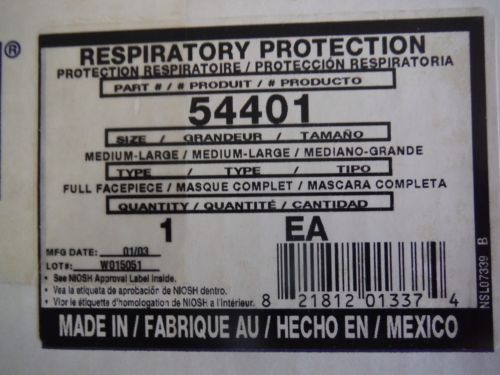 ®
RESPIRATORY PROTECTION
PROTECTION RESPIRATOIRE / PROTECCIÓN RESPIRATORIA
PART # / # PRODUIT / # PRODUCTO
54401
SIZE / GRANDEUR / TAMAÑO
MEDIUM-LARGE / MEDIUM-LARGE / MEDIANO-GRANDE
TYPE / TYPE / TIPO
FULL FACEPIECE / MASQUE COMPLET / MASCARA COMPLETA
QUANTITY / QUANTITÉ / CANTIDAD
1 EA
MFG DATE: 01/03
LOT#: W015051
• See NIOSH Approval Label Inside.
• Vea la etiqueta de aprobación de NIOSH dentro.
• Vior le étiquette d'homologation de NIOSH a l'intérieur.
8 21812 01337 4
NSL07339 B
MADE IN / FABRIQUE AU / HECHO EN / MEXICO